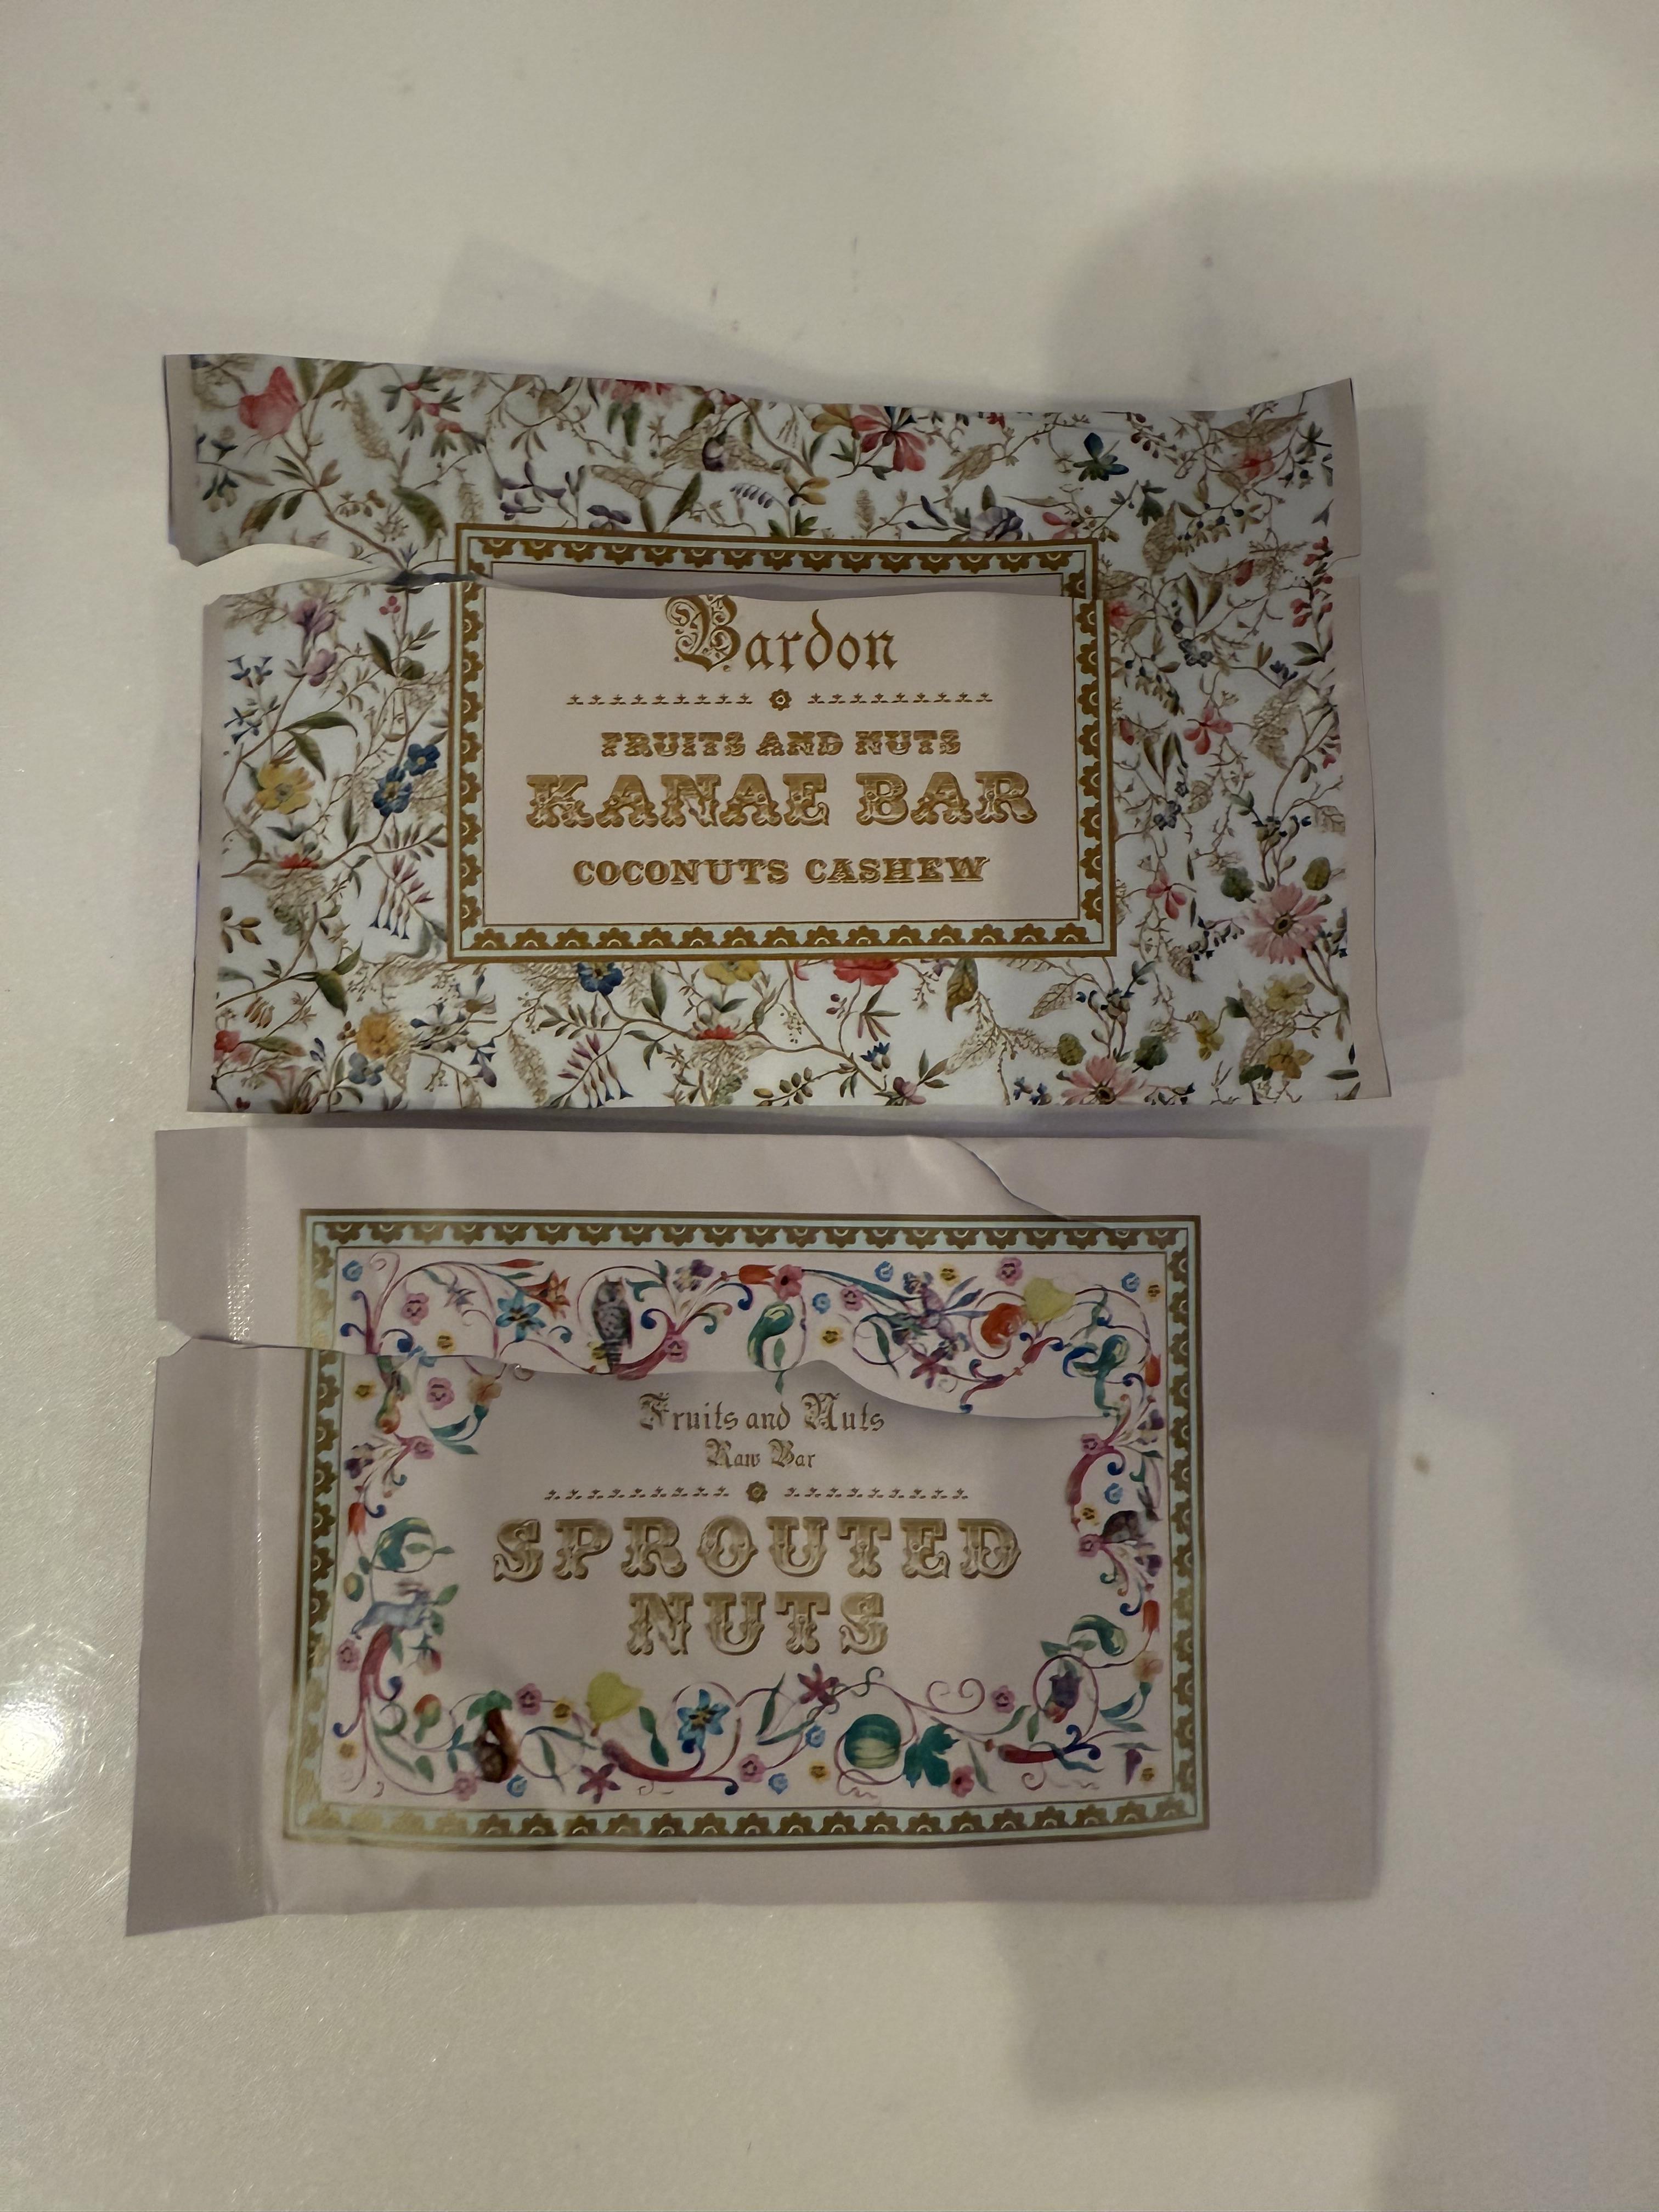 Bardon
FRUITS AND NUTS
KANAE BAR
COCONUTS CASHEW
Fruits and Nuts
Raw Bar
SPROUTED
NUTS